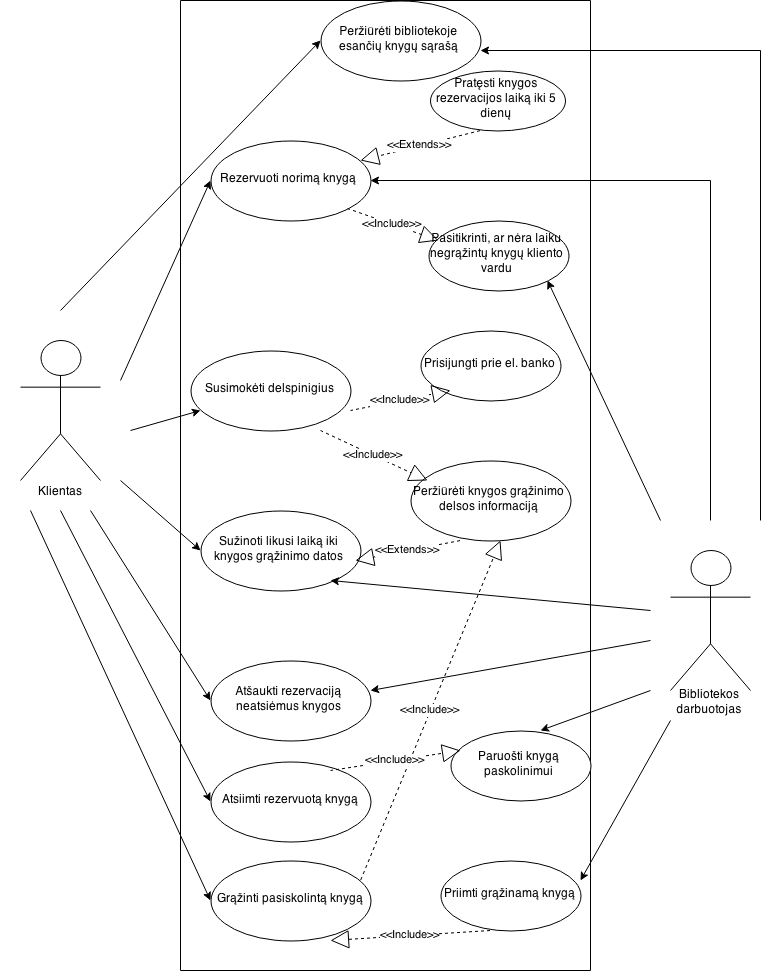 Peržiūrėti bibliotekoje
esančių knygų sąrašą
Pratęsti knygos
rezervacijos laiką iki 5
dienų
<<Extends>>
Rezervuoti norimą knygą
<<Include>>
Pasitikrinti, ar nėra laiku
negrąžintų knygų kliento
vardu
Prisijungti prie el. banko
Susimokėti delspinigius
<<Include>>
<<Include>>
Klientas
Peržiūrėti knygos grąžinimo
delsos informaciją
Sužinoti likusi laiką iki
knygos grąžinimo datos
<<Extends>>
Atšaukti rezervaciją
neatsiėmus knygos
Bibliotekos
darbuotojas
<<Include>>
<<Include>>
Paruošti knygą
paskolinimui
Atsiimti rezervuotą knygą
Grąžinti pasiskolintą knygą
Priimti grąžinamą knygą
<<Include>>